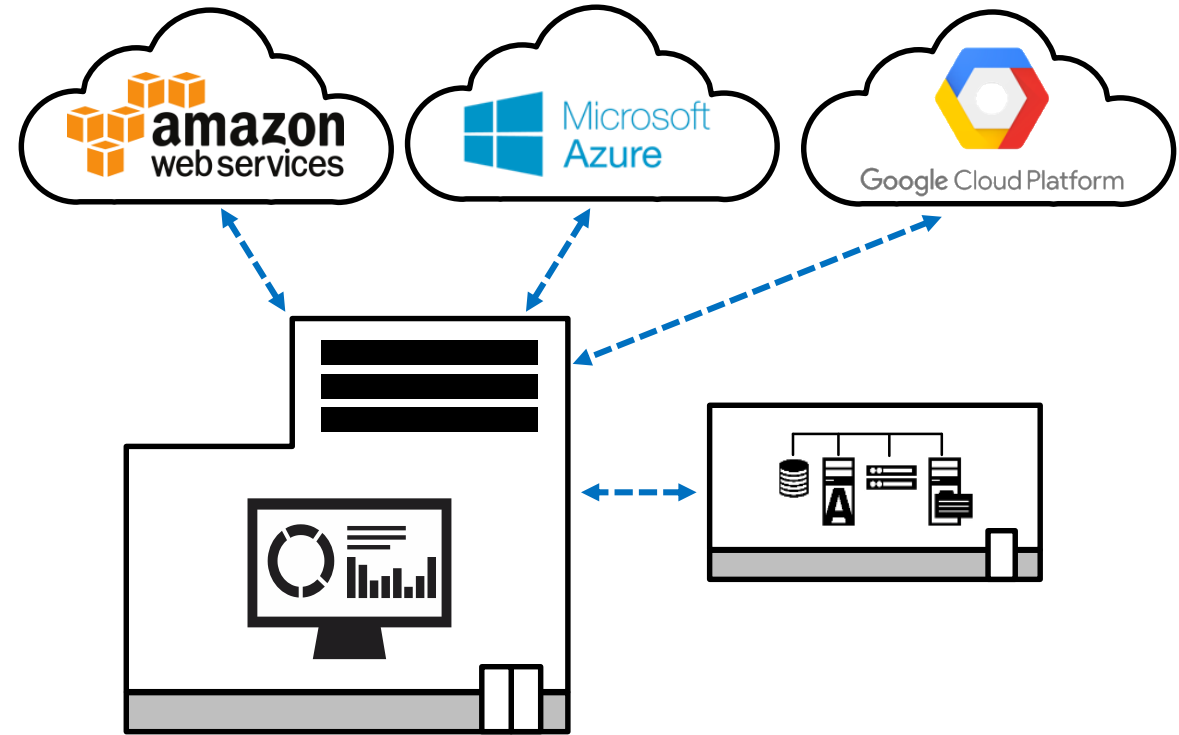 amazon
web services
Microsoft
Azure
Google Cloud Platform
A